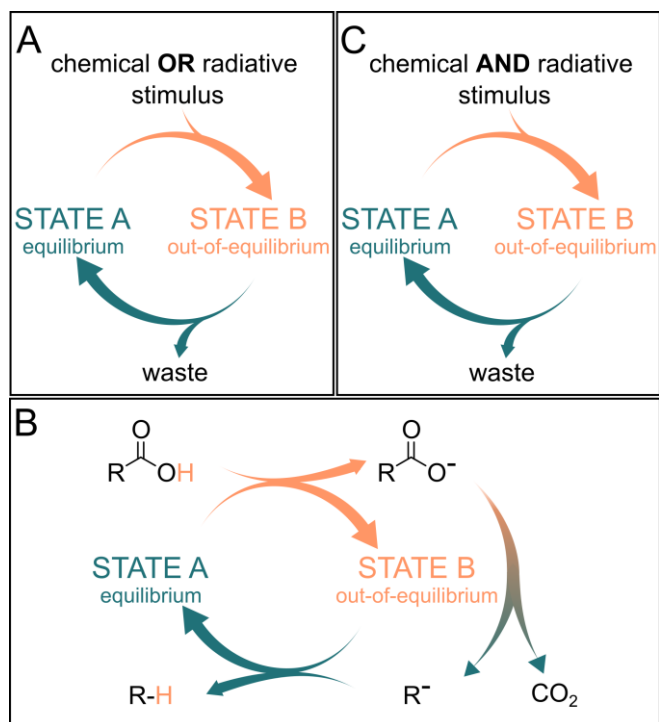 A
chemical OR radiative
stimulus
STATE A
equilibrium
STATE B
out-of-equilibrium
waste
C
chemical AND radiative
stimulus
STATE A
equilibrium
STATE B
out-of-equilibrium
waste
B
O
R
OH
O
R
O-
STATE A
equilibrium
STATE B
out-of-equilibrium
R-H
R⁻
CO₂